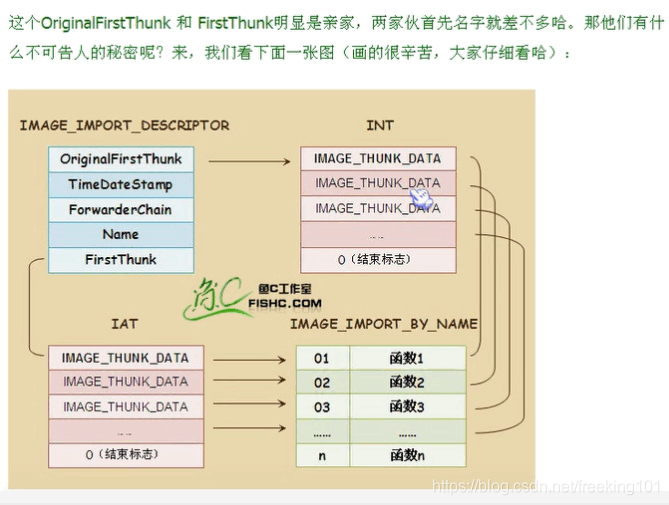 这个OriginalFirstThunk 和 FirstThunk明显是亲家，两家伙首先名字就差不多哈。那他们有什
么不可告人的秘密呢？来，我们看下面一张图（画的很辛苦，大家仔细看哈）：
IMAGE_IMPORT_DESCRIPTOR
INT
OriginalFirstThunk
TimeDateStamp
ForwarderChain
Name
FirstThunk
IMAGE_THUNK_DATA
IMAGE_THUNK_DATA
IMAGE_THUNK_DATA
……
0（结束标志）
鱼C工作室
FISHC.COM
IAT
IMAGE_IMPORT_BY_NAME
IMAGE_THUNK_DATA
IMAGE_THUNK_DATA
IMAGE_THUNK_DATA
……
0（结束标志）
01 函数1
02 函数2
03 函数3
…… ……
n 函数n
https://blog.csdn.net/freeking101